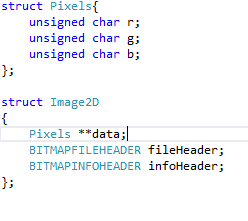 struct Pixels{
    unsigned char r;
    unsigned char g;
    unsigned char b;
};

struct Image2D
{
    Pixels **data;
    BITMAPFILEHEADER fileHeader;
    BITMAPINFOHEADER infoHeader;
};